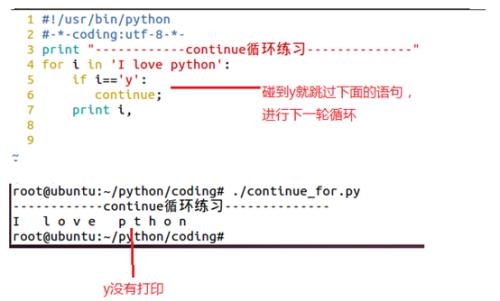 1 #!/usr/bin/python
2 #-*-coding:utf-8-*-
3 print "------------continue循环练习--------------"
4 for i in 'I love python':
5     if i=='y':
6        continue;
7     print i,
8
9
~
碰到y就跳过下面的语句，
进行下一轮循环
root@ubuntu:~/python/coding# ./continue_for.py
------------continue循环练习--------------
I   l o v e   p t h o n
root@ubuntu:~/python/coding#
y没有打印